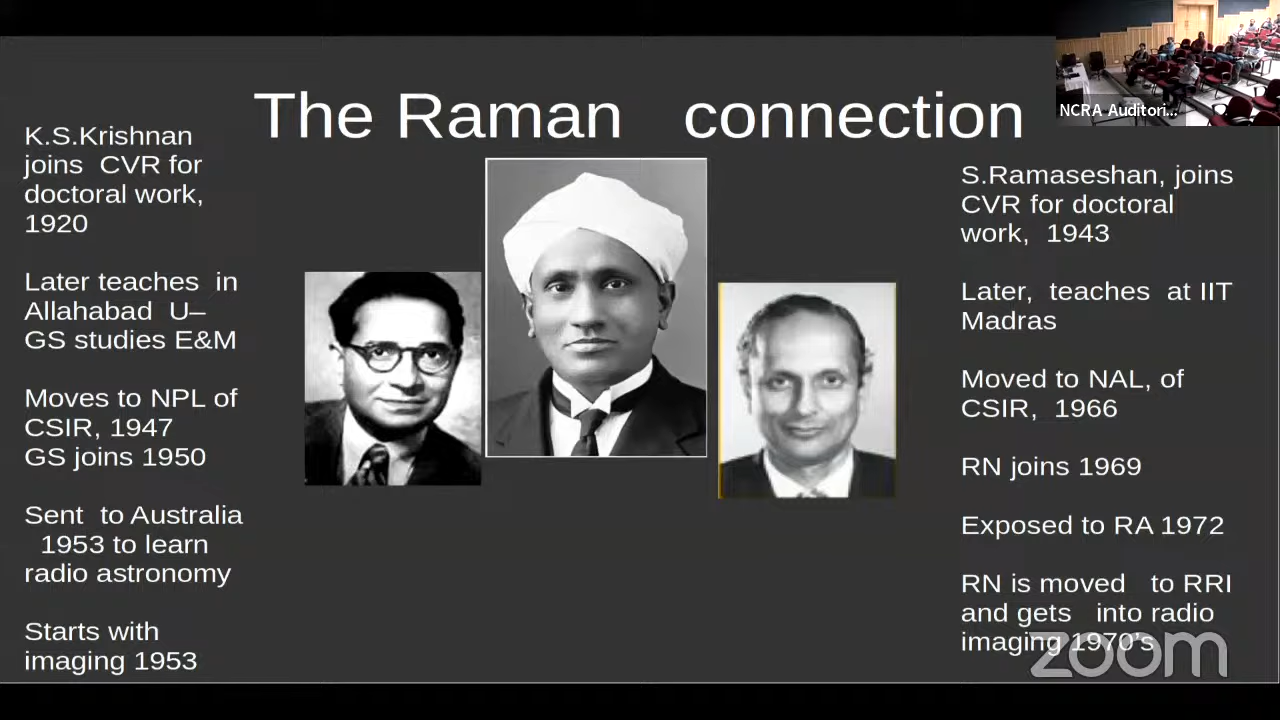 The Raman connection
K.S.Krishnan
joins CVR for
doctoral work,
1920
Later teaches in
Allahabad U–
GS studies E&M
Moves to NPL of
CSIR, 1947
GS joins 1950
Sent to Australia
1953 to learn
radio astronomy
Starts with
imaging 1953
S.Ramaseshan, joins
CVR for doctoral
work, 1943
Later, teaches at IIT
Madras
Moved to NAL, of
CSIR, 1966
RN joins 1969
Exposed to RA 1972
RN is moved to RRI
and gets into radio
imaging 1970's
NCRA Auditori...
zoom